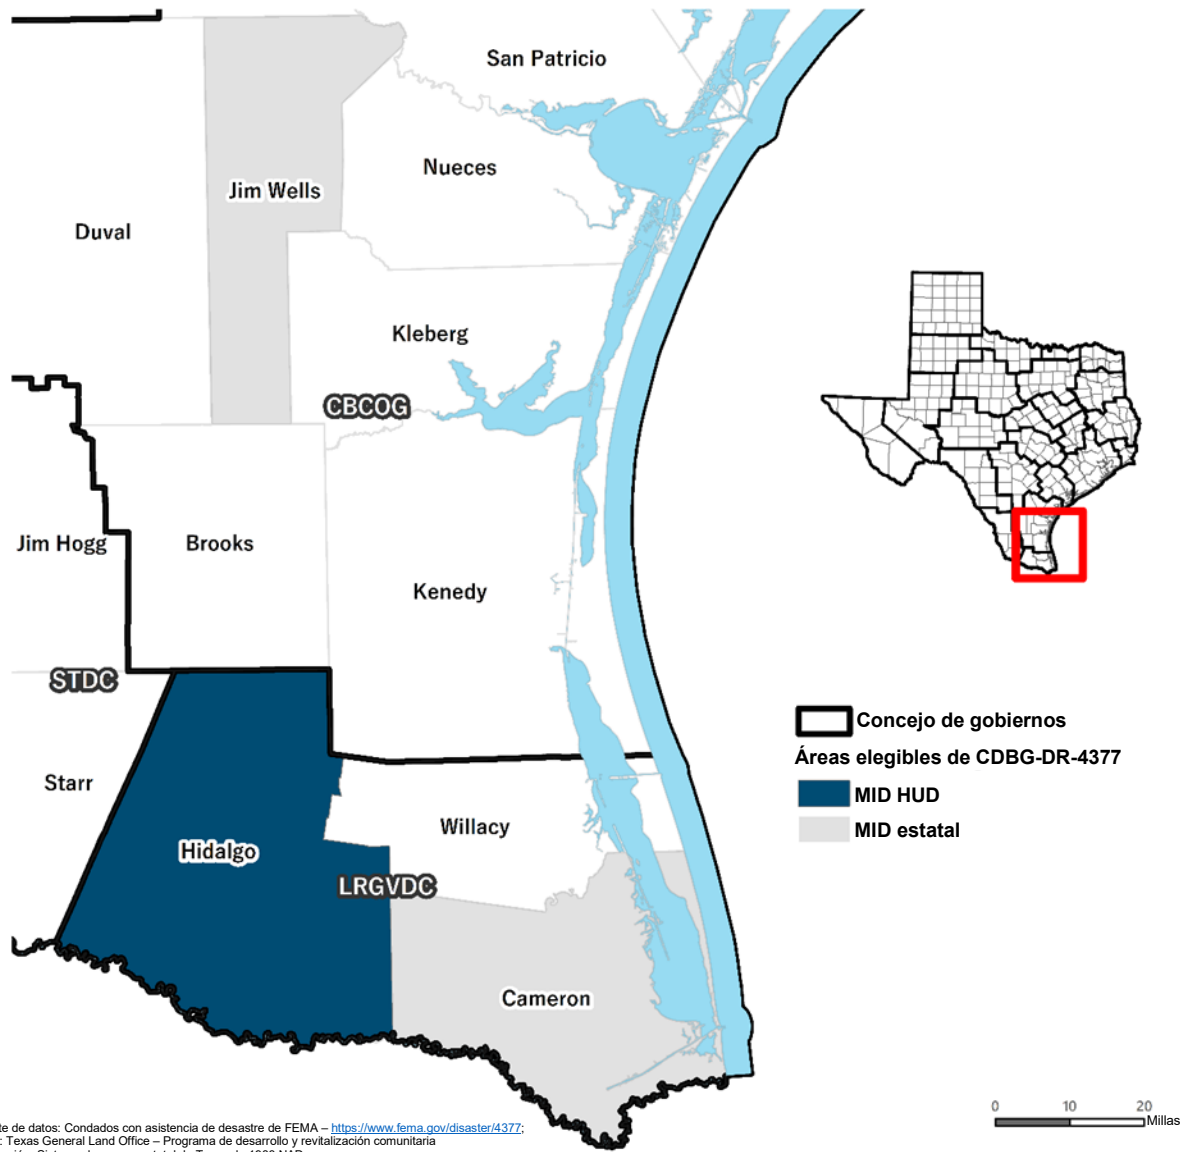 San Patricio
Nueces
Jim Wells
Duval
Kleberg
CBCOG
Jim Hogg
Brooks
Kenedy
STDC
Starr
Hidalgo
Willacy
LRGVDC
Cameron
Concejo de gobiernos
Áreas elegibles de CDBG-DR-4377
MID HUD
MID estatal
0 10 20
Millas
te de datos: Condados con asistencia de desastre de FEMA – https://www.fema.gov/disaster/4377;
: Texas General Land Office – Programa de desarrollo y revitalización comunitaria